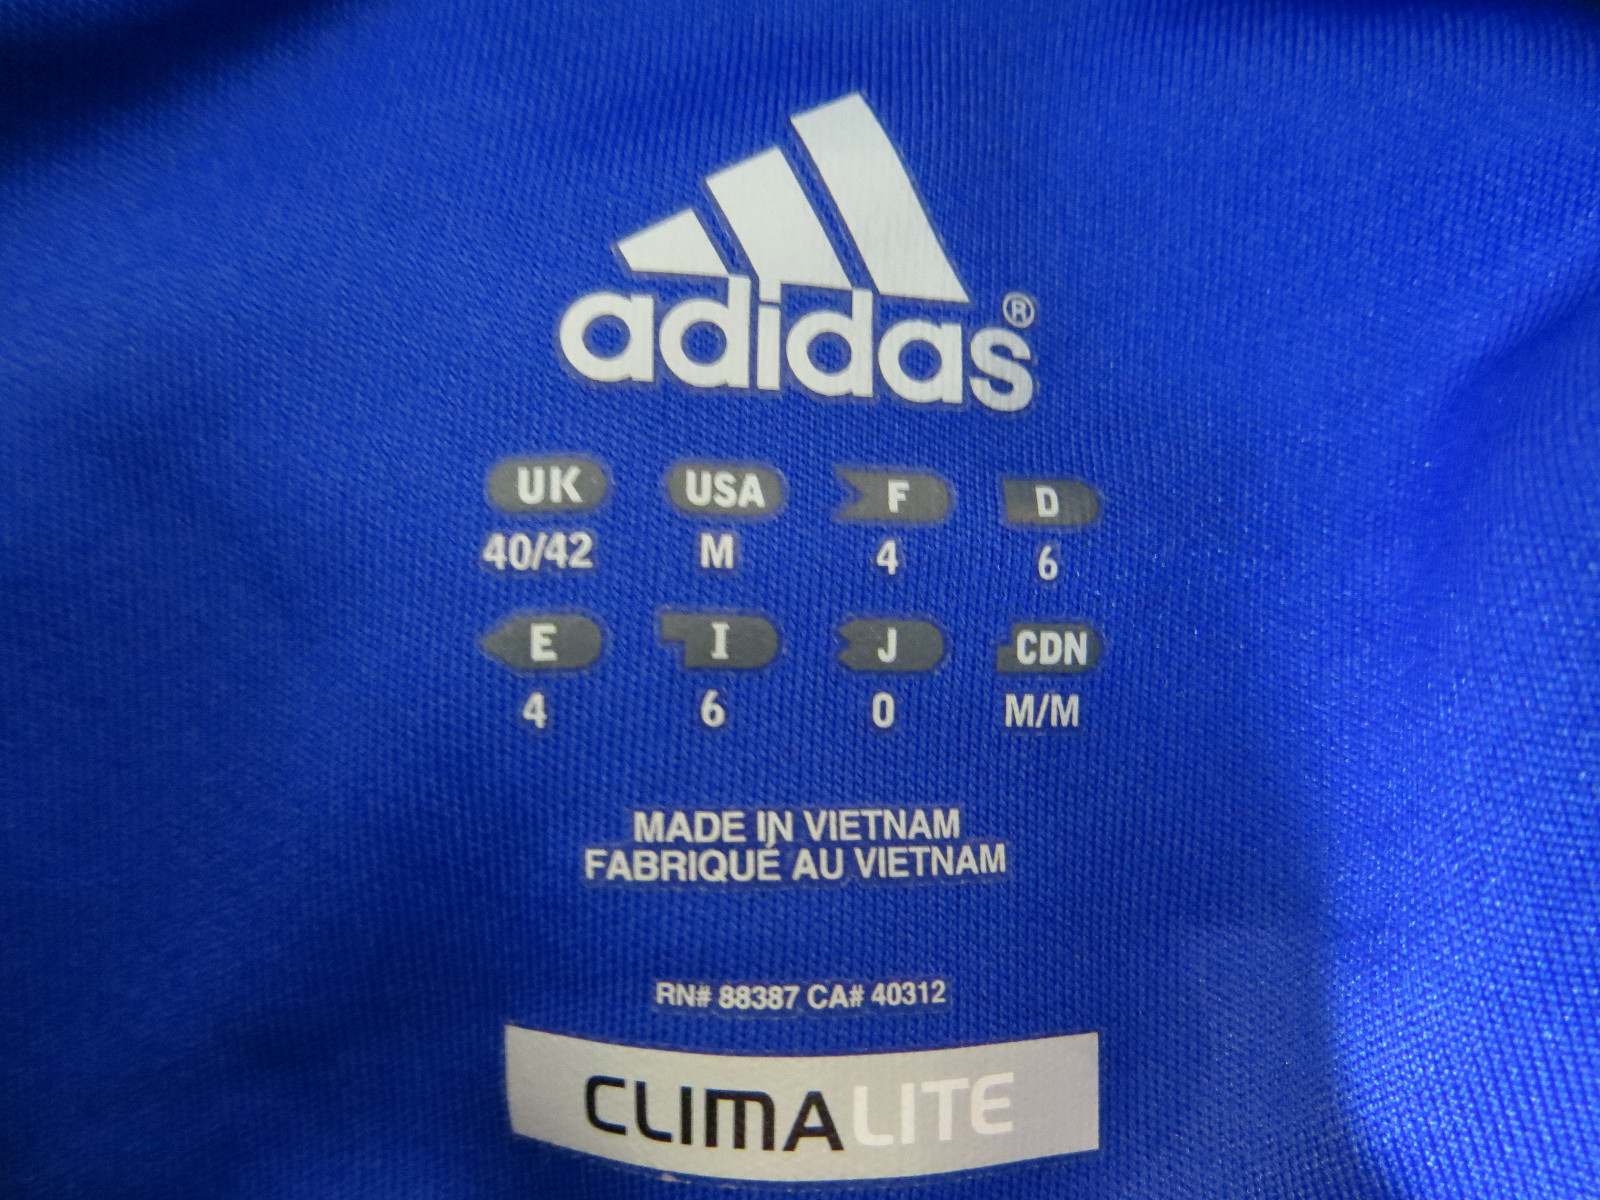 adidas®
UK USA F D
40/42 M 4 6
E I J CDN
4 6 0 M/M
MADE IN VIETNAM
FABRIQUÉ AU VIETNAM
RN# 88387 CA# 40312
CLIMALITE